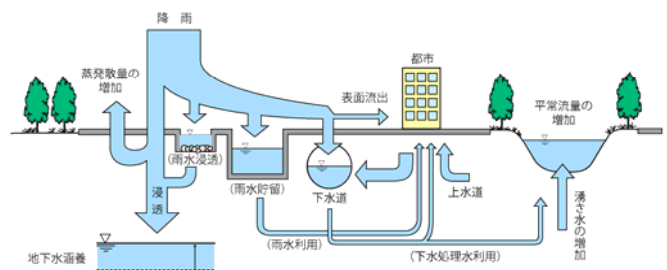 降　雨
都市
蒸発散量の
増加
表面流出
平常流量の
増加
(雨水浸透)
(雨水貯留)
下水道
上水道
浸透
湧き水の増加
(雨水利用)
(下水処理水利用)
地下水涵養